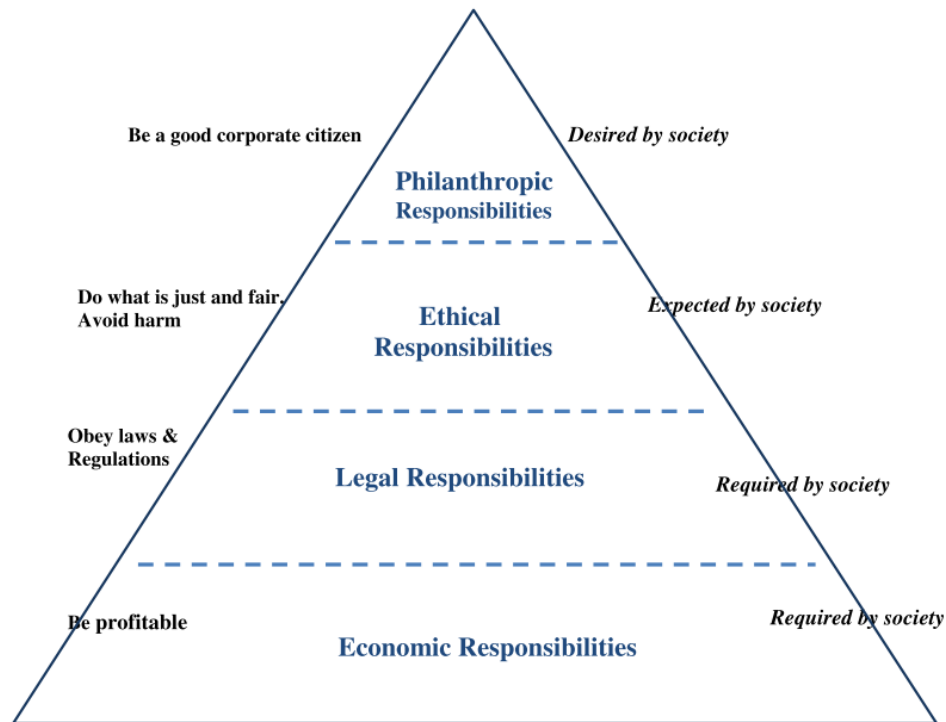 Be a good corporate citizen
Desired by society
Philanthropic
Responsibilities
Do what is just and fair,
Avoid harm
Expected by society
Ethical
Responsibilities
Obey laws &
Regulations
Legal Responsibilities
Required by society
Be profitable
Required by society
Economic Responsibilities